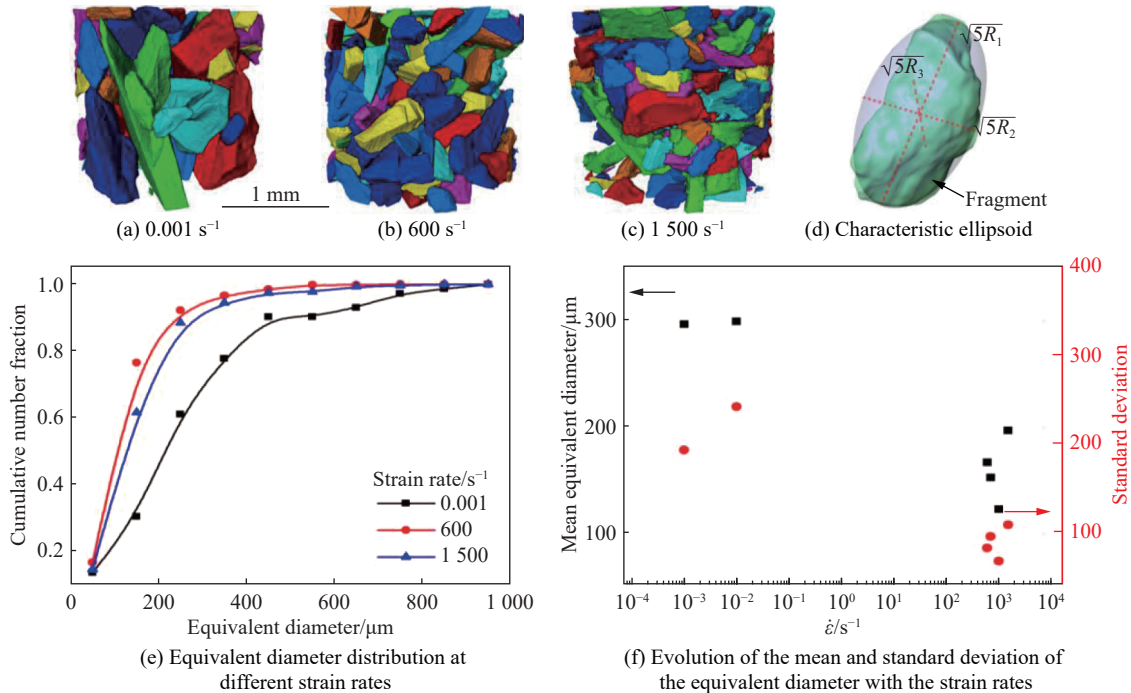 √5R₁
√5R₃
√5R₂
Fragment
1 mm
(a) 0.001 s⁻¹
(b) 600 s⁻¹
(c) 1 500 s⁻¹
(d) Characteristic ellipsoid
1.0
0.8
0.6
0.4
0.2
Cumulative number fraction
Strain rate/s⁻¹
0.001
600
1 500
0
200
400
600
800
1 000
Equivalent diameter/μm
(e) Equivalent diameter distribution at
different strain rates
300
200
100
Mean equivalent diameter/μm
400
300
200
100
Standard deviation
10⁻⁴
10⁻³
10⁻²
10⁻¹
10⁰
10¹
10²
10³
10⁴
ε̇/s⁻¹
(f) Evolution of the mean and standard deviation of
the equivalent diameter with the strain rates